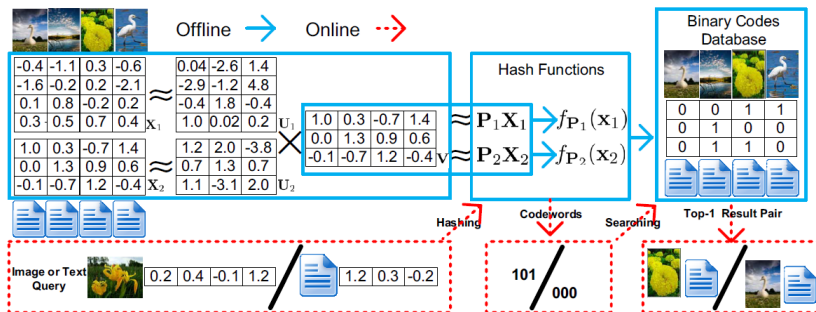 Offline Online
Binary Codes
Database
-0.4 -1.1 0.3 -0.6
-1.6 -0.2 0.2 -2.1
0.1 0.8 -0.2 0.2
0.3 0.5 0.7 0.4
X1
≈
0.04 -2.6 1.4
-2.9 -1.2 4.8
-0.4 1.8 -0.4
1.0 0.02 0.2
U1
1.0 0.3 -0.7 1.4
0.0 1.3 0.9 0.6
-0.1 -0.7 1.2 -0.4
X2
≈
1.2 2.0 -3.8
0.7 1.3 0.7
1.1 -3.1 2.0
U2
×
1.0 0.3 -0.7 1.4
0.0 1.3 0.9 0.6
-0.1 -0.7 1.2 -0.4
V
Hash Functions
≈ P1X1 fP1(x1)
≈ P2X2 fP2(x2)
0 0 1 1
0 1 0 0
0 1 1 0
Hashing
Codewords
Searching
Top-1 Result Pair
Image or Text
Query
0.2 0.4 -0.1 1.2
1.2 0.3 -0.2
101
000